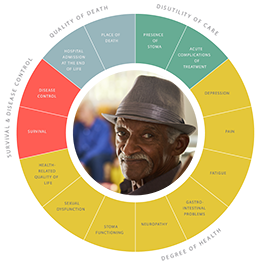 QUALITY OF DEATH
DISUTILITY OF CARE
SURVIVAL & DISEASE CONTROL
DEGREE OF HEALTH
PLACE OF
DEATH
PRESENCE
OF
STOMA
HOSPITAL
ADMISSION
AT THE END
OF LIFE
ACUTE
COMPLICATIONS
OF
TREATMENT
DISEASE
CONTROL
DEPRESSION
SURVIVAL
PAIN
HEALTH-
RELATED
QUALITY OF
LIFE
FATIGUE
SEXUAL
DYSFUNCTION
GASTRO-
INTESTINAL
PROBLEMS
STOMA
FUNCTIONING
NEUROPATHY